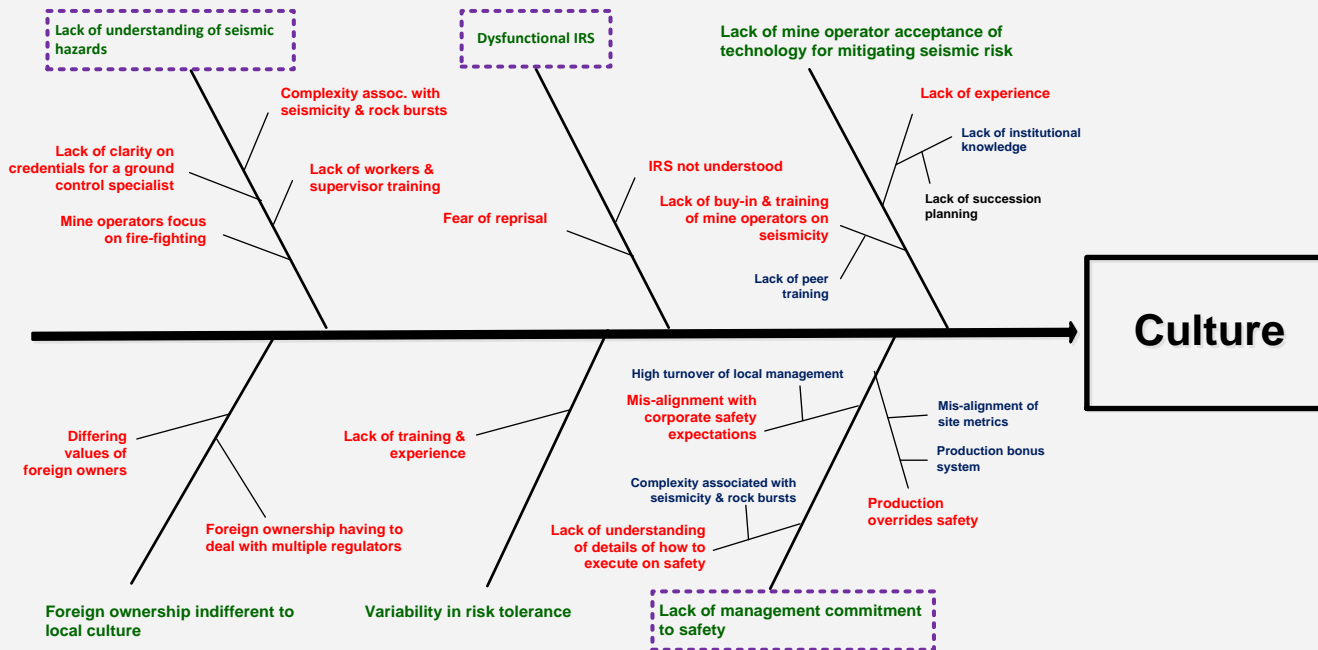 Lack of understanding of seismic
hazards
Dysfunctional IRS
Lack of mine operator acceptance of
technology for mitigating seismic risk
Complexity assoc. with
seismicity & rock bursts
Lack of clarity on
credentials for a ground
control specialist
Lack of workers &
supervisor training
Mine operators focus
on fire-fighting
IRS not understood
Fear of reprisal
Lack of experience
Lack of institutional
knowledge
Lack of succession
planning
Lack of buy-in & training
of mine operators on
seismicity
Lack of peer
training
Culture
Differing
values of
foreign owners
Foreign ownership having to
deal with multiple regulators
Foreign ownership indifferent to
local culture
Lack of training &
experience
Variability in risk tolerance
High turnover of local management
Mis-alignment with
corporate safety
expectations
Mis-alignment of
site metrics
Production bonus
system
Production
overrides safety
Complexity associated with
seismicity & rock bursts
Lack of understanding
of details of how to
execute on safety
Lack of management commitment
to safety